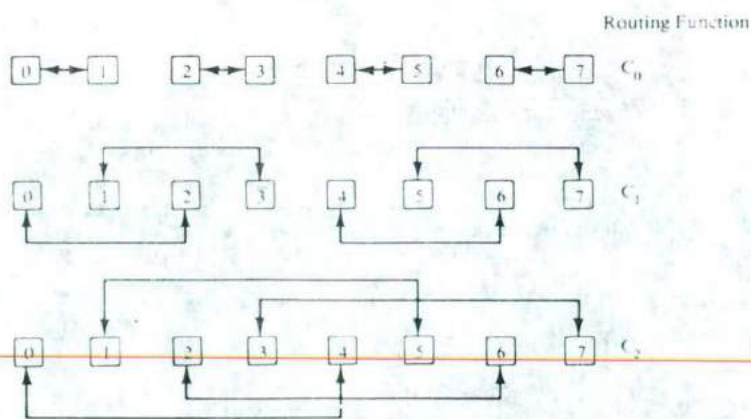 Routing Function
0 1 2 3 4 5 6 7 C₀
0 1 2 3 4 5 6 7 C₁
0 1 2 3 4 5 6 7 C₂